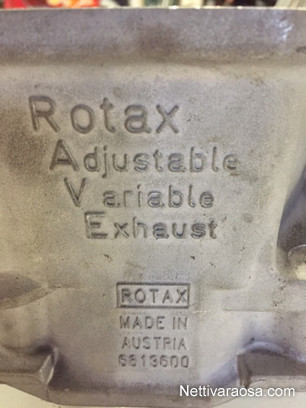 Rotax
Adjustable
Variable
Exhaust
ROTAX
MADE IN
AUSTRIA
6613600
Nettivaraosa.com